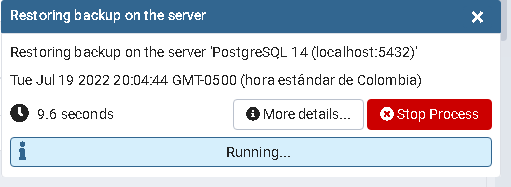 Restoring backup on the server
Restoring backup on the server 'PostgreSQL 14 (localhost:5432)'
Tue Jul 19 2022 20:04:44 GMT-0500 (hora estándar de Colombia)
9.6 seconds More details... Stop Process
Running...